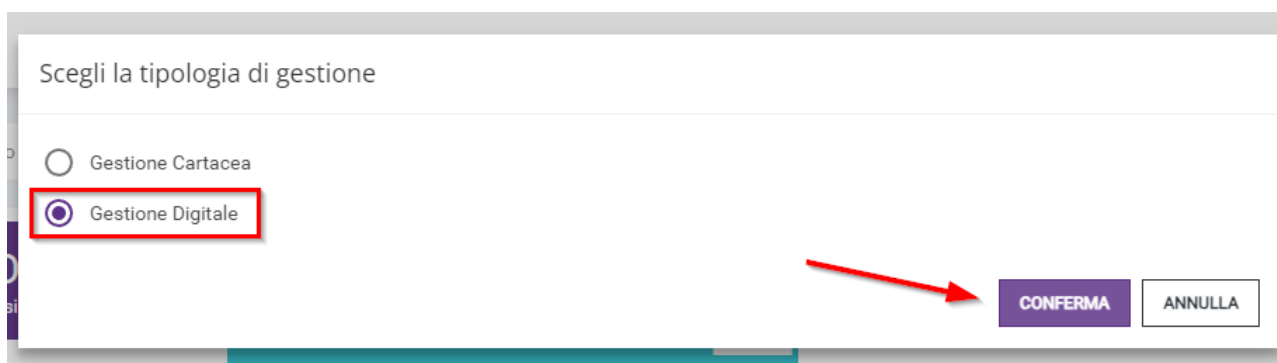 Scegli la tipologia di gestione
Gestione Cartacea
Gestione Digitale
CONFERMA
ANNULLA